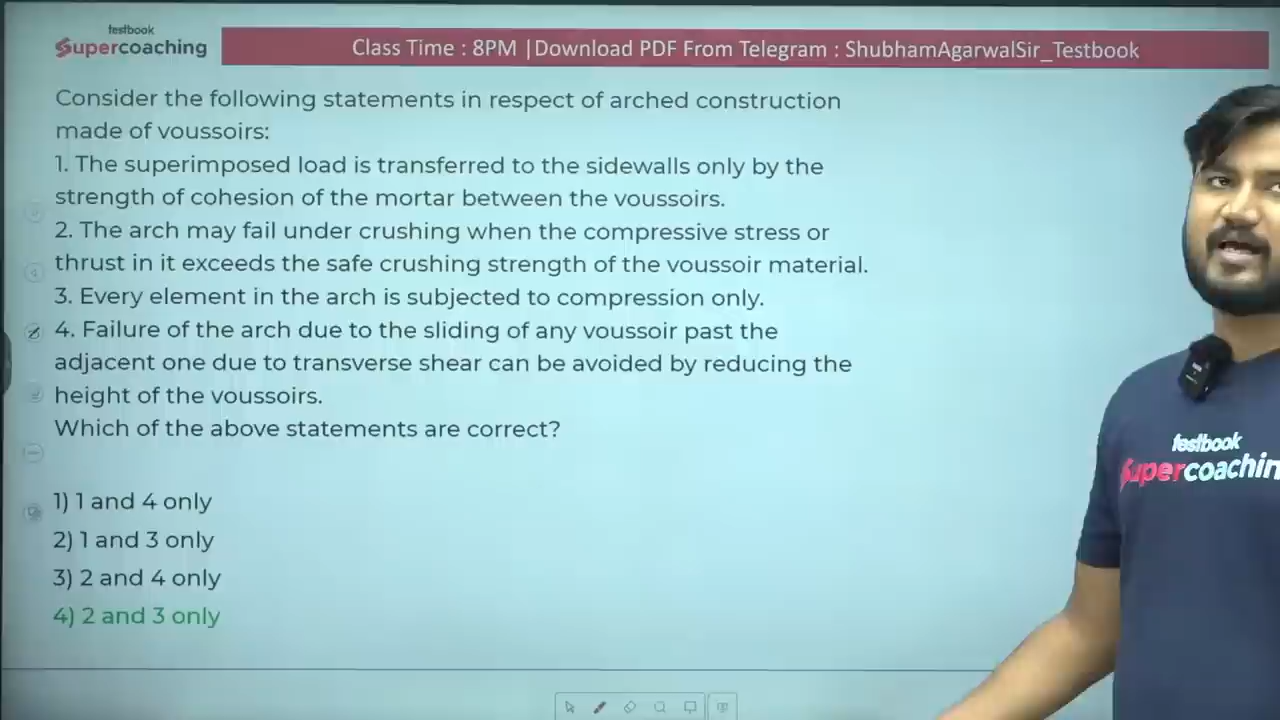 testbook
Supercoaching
Class Time : 8PM |Download PDF From Telegram : ShubhamAgarwalSir_Testbook
Consider the following statements in respect of arched construction
made of voussoirs:
1. The superimposed load is transferred to the sidewalls only by the
strength of cohesion of the mortar between the voussoirs.
2. The arch may fail under crushing when the compressive stress or
thrust in it exceeds the safe crushing strength of the voussoir material.
3. Every element in the arch is subjected to compression only.
4. Failure of the arch due to the sliding of any voussoir past the
adjacent one due to transverse shear can be avoided by reducing the
height of the voussoirs.
Which of the above statements are correct?
1) 1 and 4 only
2) 1 and 3 only
3) 2 and 4 only
4) 2 and 3 only
testbook
Supercoachin